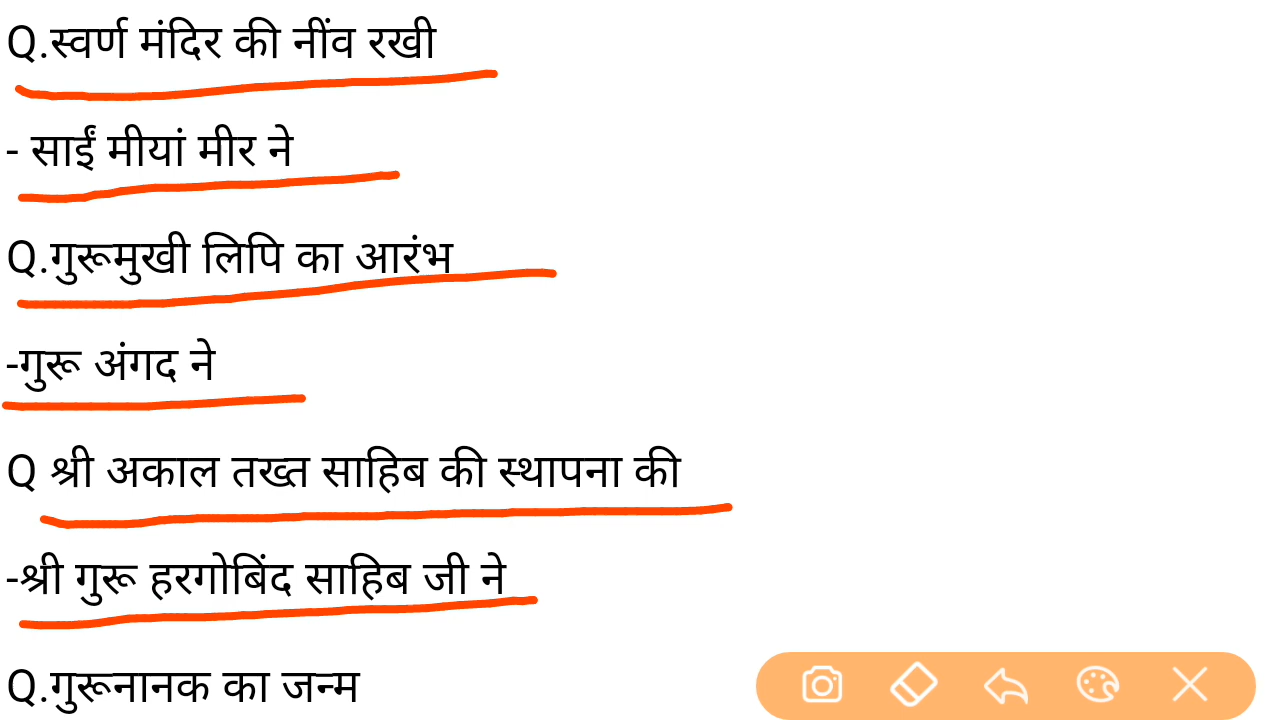 Q.स्वर्ण मंदिर की नींव रखी
- साईं मीयां मीर ने
Q.गुरूमुखी लिपि का आरंभ
-गुरू अंगद ने
Q श्री अकाल तख्त साहिब की स्थापना की
-श्री गुरू हरगोबिंद साहिब जी ने
Q.गुरूनानक का जन्म